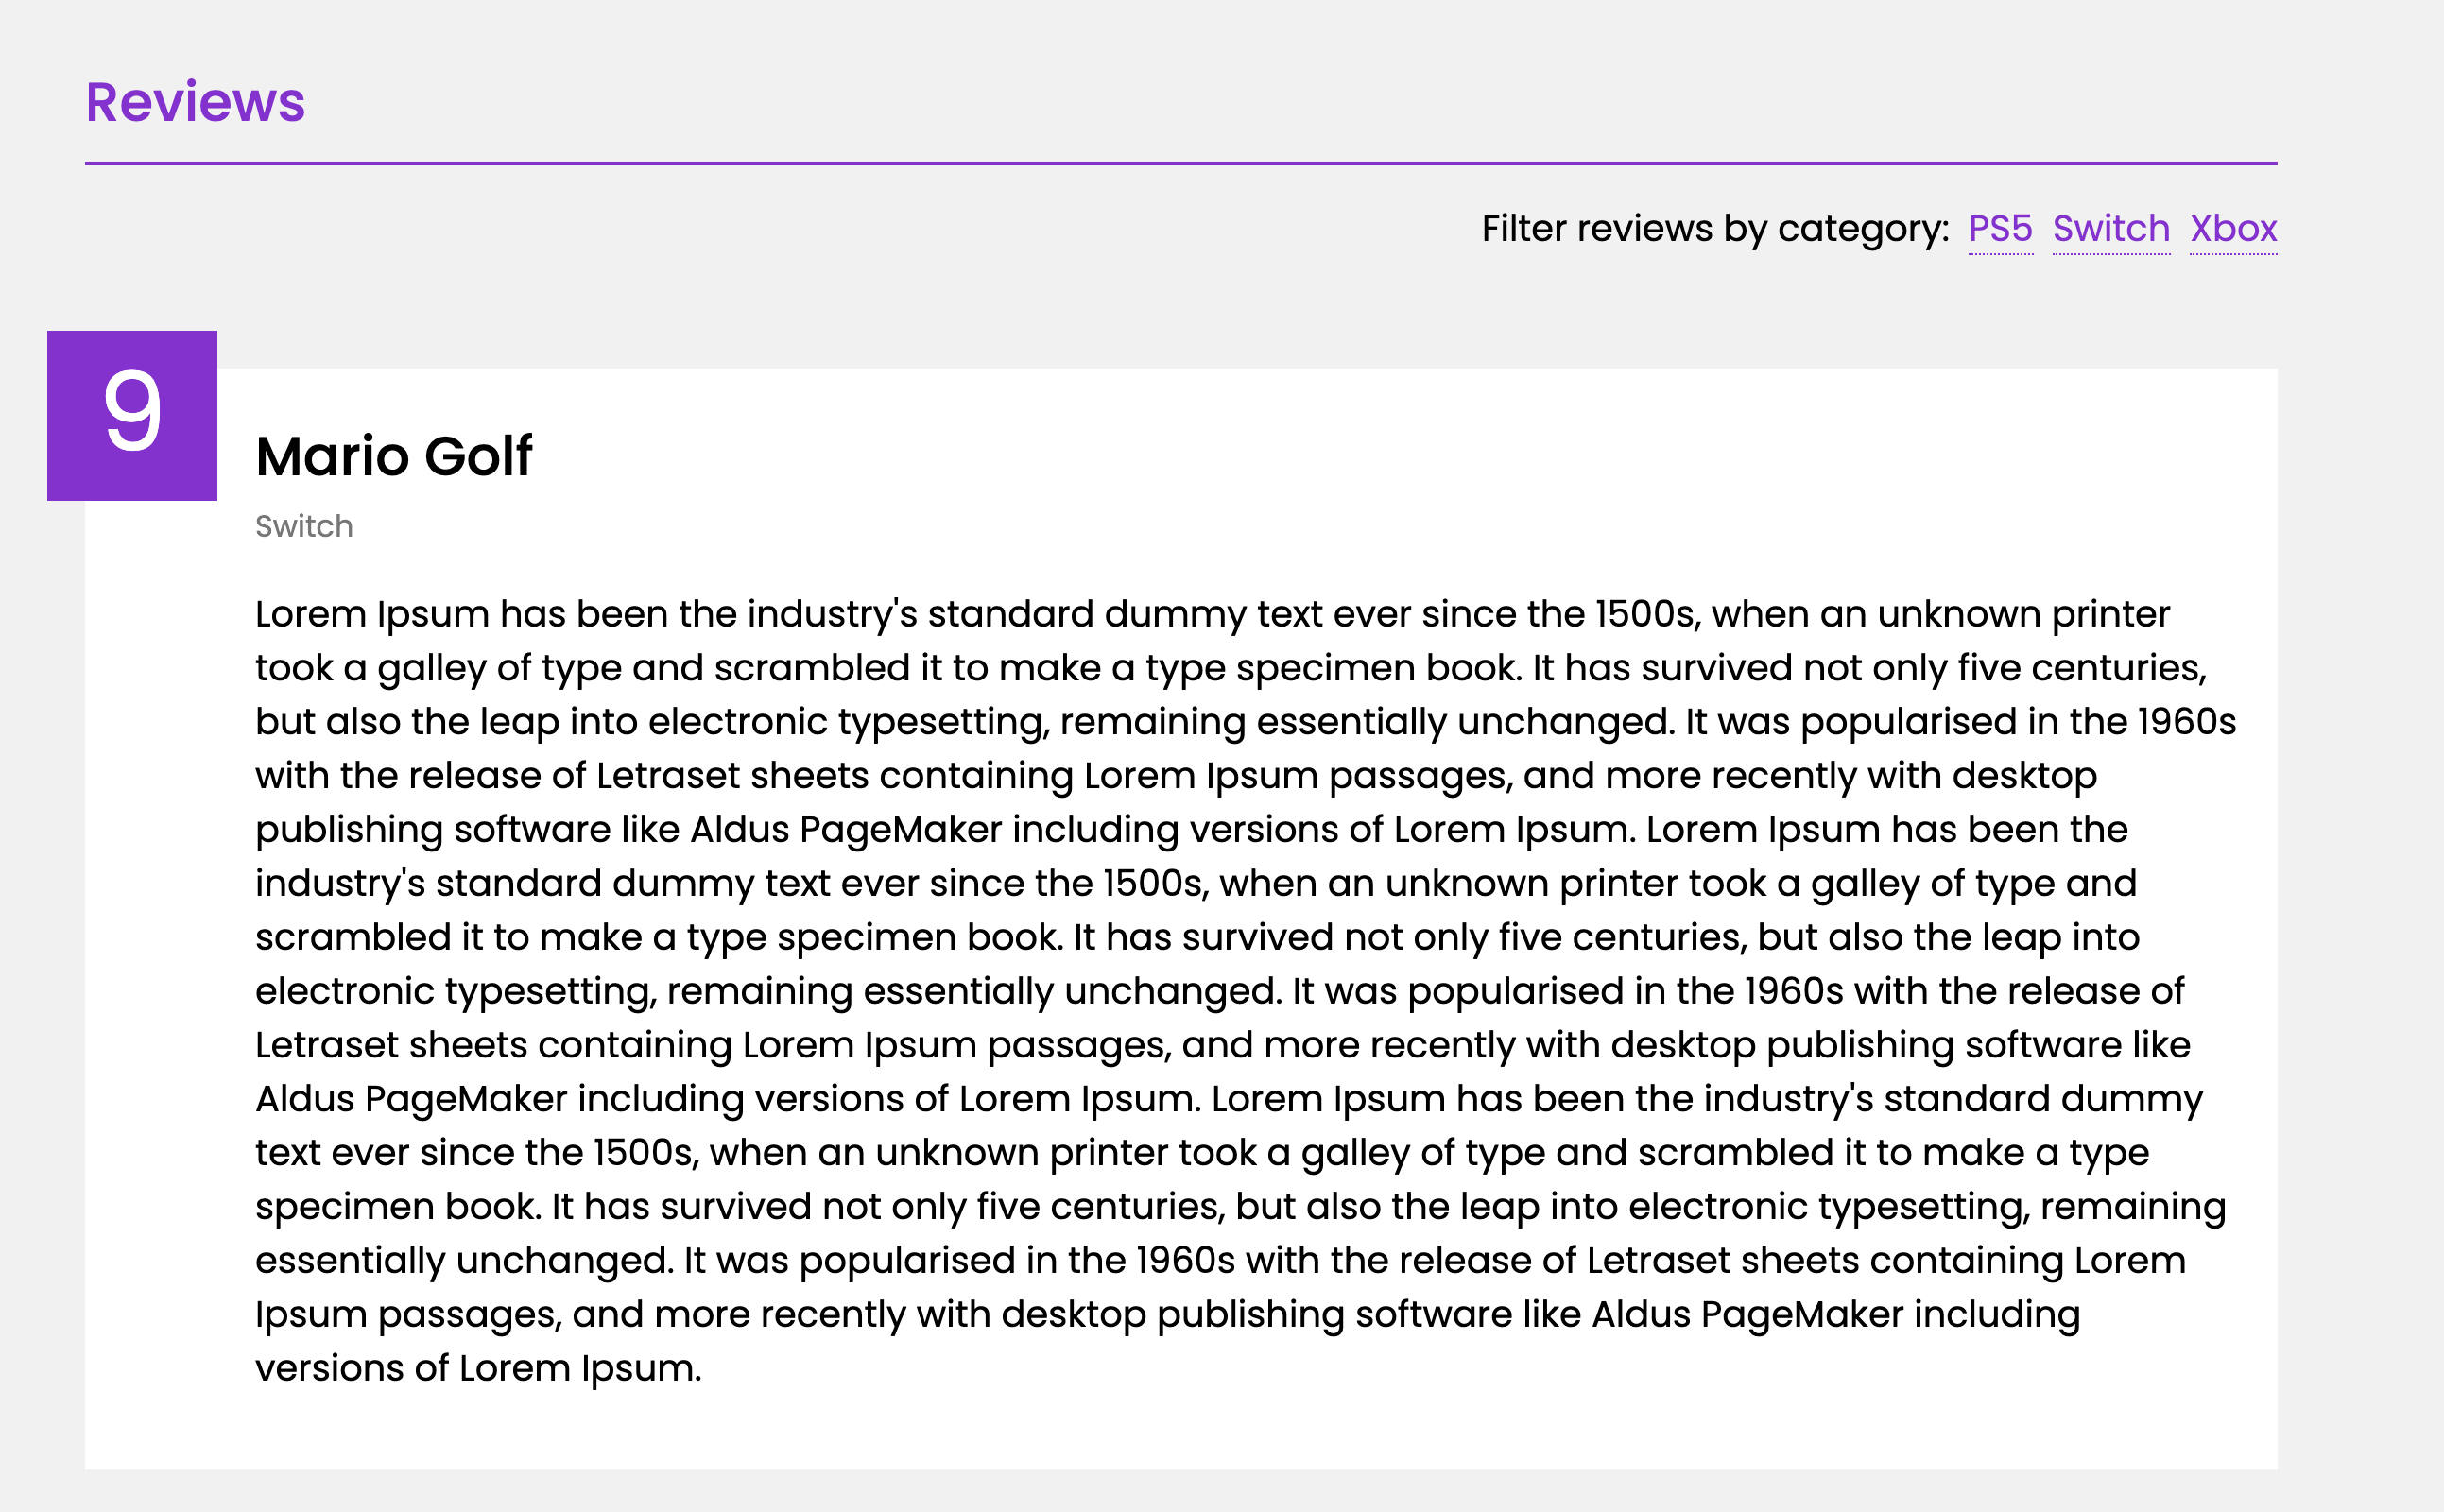 Reviews
Filter reviews by category: PS5 Switch Xbox
9
Mario Golf
Switch
Lorem Ipsum has been the industry's standard dummy text ever since the 1500s, when an unknown printer
took a galley of type and scrambled it to make a type specimen book. It has survived not only five centuries,
but also the leap into electronic typesetting, remaining essentially unchanged. It was popularised in the 1960s
with the release of Letraset sheets containing Lorem Ipsum passages, and more recently with desktop
publishing software like Aldus PageMaker including versions of Lorem Ipsum. Lorem Ipsum has been the
industry's standard dummy text ever since the 1500s, when an unknown printer took a galley of type and
scrambled it to make a type specimen book. It has survived not only five centuries, but also the leap into
electronic typesetting, remaining essentially unchanged. It was popularised in the 1960s with the release of
Letraset sheets containing Lorem Ipsum passages, and more recently with desktop publishing software like
Aldus PageMaker including versions of Lorem Ipsum. Lorem Ipsum has been the industry's standard dummy
text ever since the 1500s, when an unknown printer took a galley of type and scrambled it to make a type
specimen book. It has survived not only five centuries, but also the leap into electronic typesetting, remaining
essentially unchanged. It was popularised in the 1960s with the release of Letraset sheets containing Lorem
Ipsum passages, and more recently with desktop publishing software like Aldus PageMaker including
versions of Lorem Ipsum.